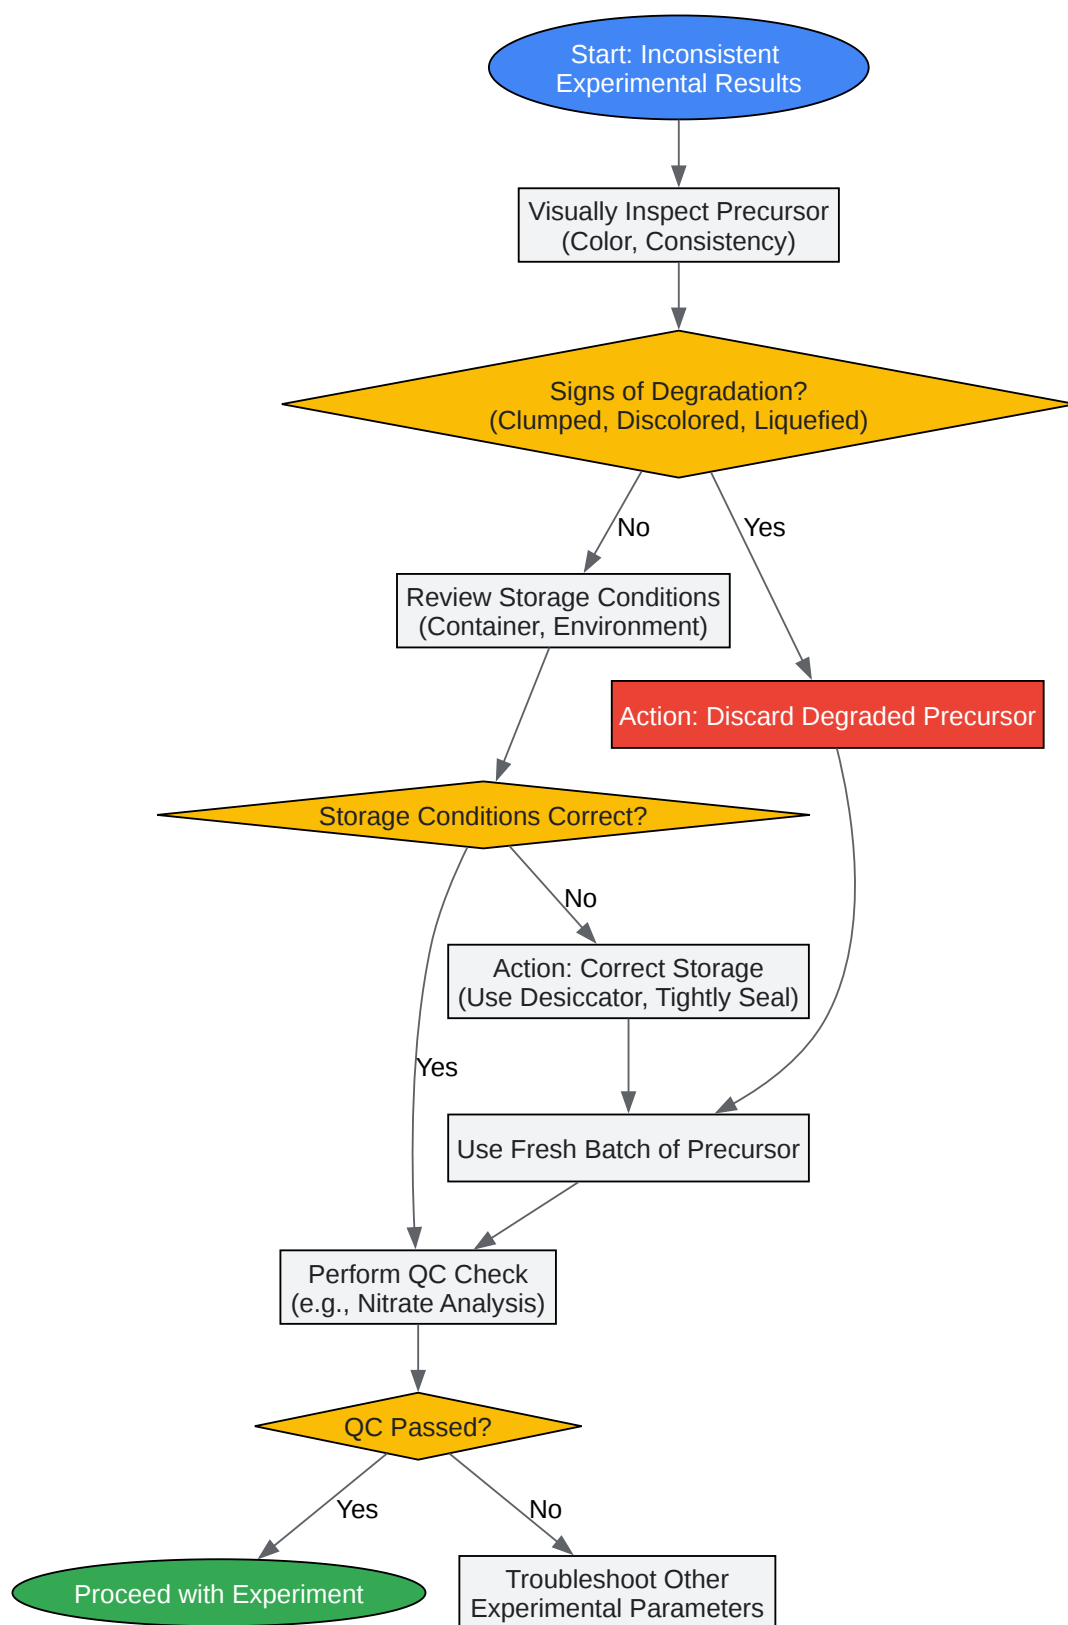 Start: Inconsistent
Experimental Results
Visually Inspect Precursor
(Color, Consistency)
Signs of Degradation?
(Clumped, Discolored, Liquefied)
No
Yes
Review Storage Conditions
(Container, Environment)
Action: Discard Degraded Precursor
Storage Conditions Correct?
No
Action: Correct Storage
(Use Desiccator, Tightly Seal)
Yes
Use Fresh Batch of Precursor
Perform QC Check
(e.g., Nitrate Analysis)
QC Passed?
Yes
No
Proceed with Experiment
Troubleshoot Other
Experimental Parameters